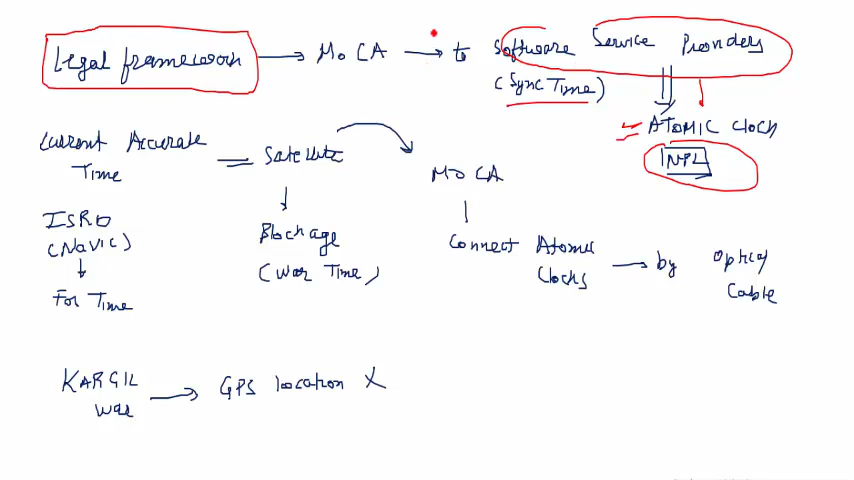 Legal framework → MoCA → to Software Service Providers
(Sync Time)
ATOMIC Clock
NPL
Current Accurate Time
Satellite
MoCA
ISRO
(NavIC)
For Time
Blockage
(War Time)
Connect Atomic Clocks → by Optical Cable
KARGIL War → GPS location X